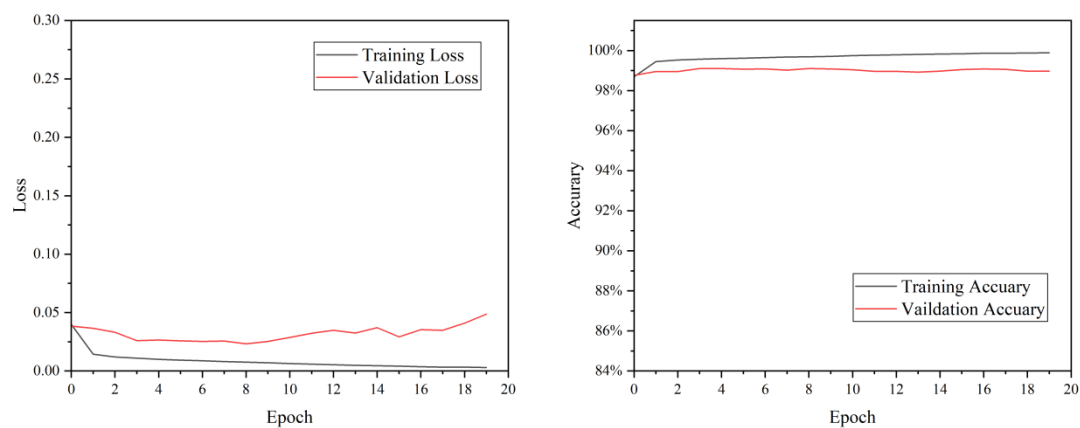 0.30
0.25
0.20
0.15
0.10
0.05
0.00
Loss
Training Loss
Validation Loss
0 2 4 6 8 10 12 14 16 18 20
Epoch
100%
98%
96%
94%
92%
90%
88%
86%
84%
Accurary
Training Accuary
Vaildation Accuary
0 2 4 6 8 10 12 14 16 18 20
Epoch